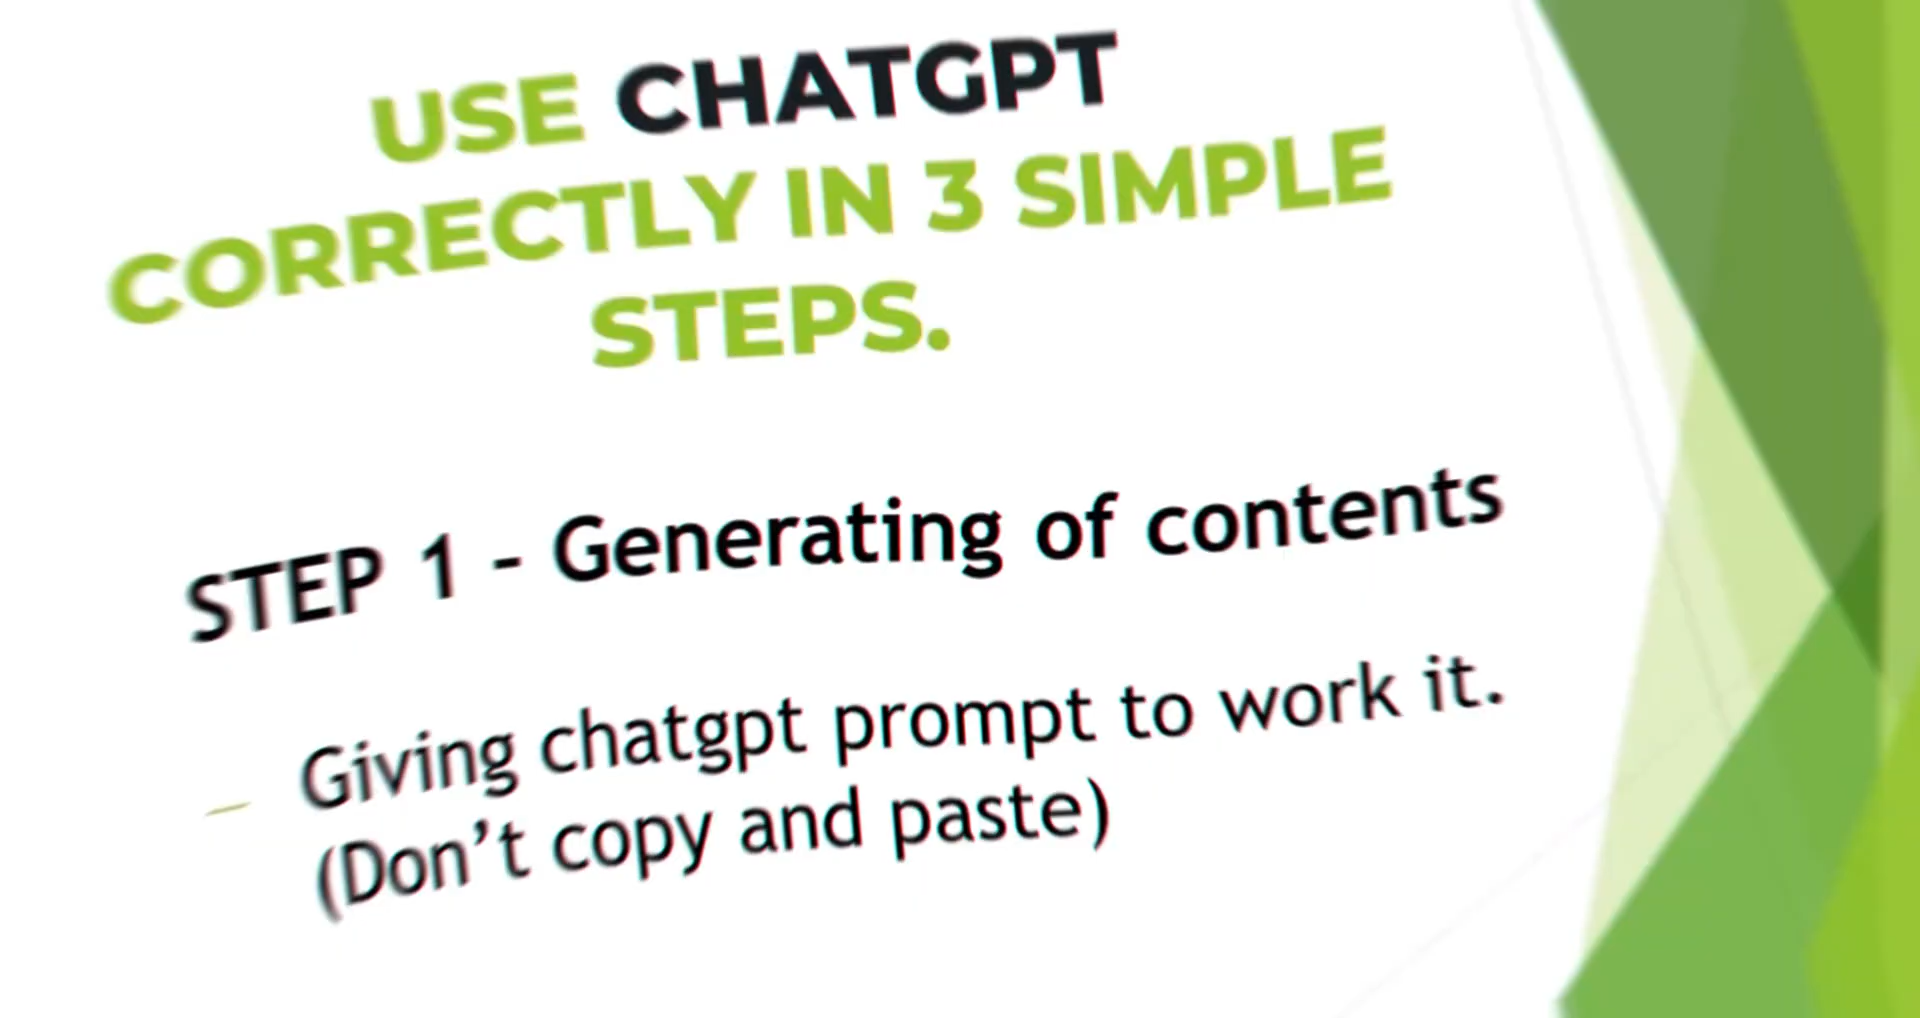 USE CHATGPT
CORRECTLY IN 3 SIMPLE
STEPS.
STEP 1 - Generating of contents
– Giving chatgpt prompt to work it.
(Don't copy and paste)